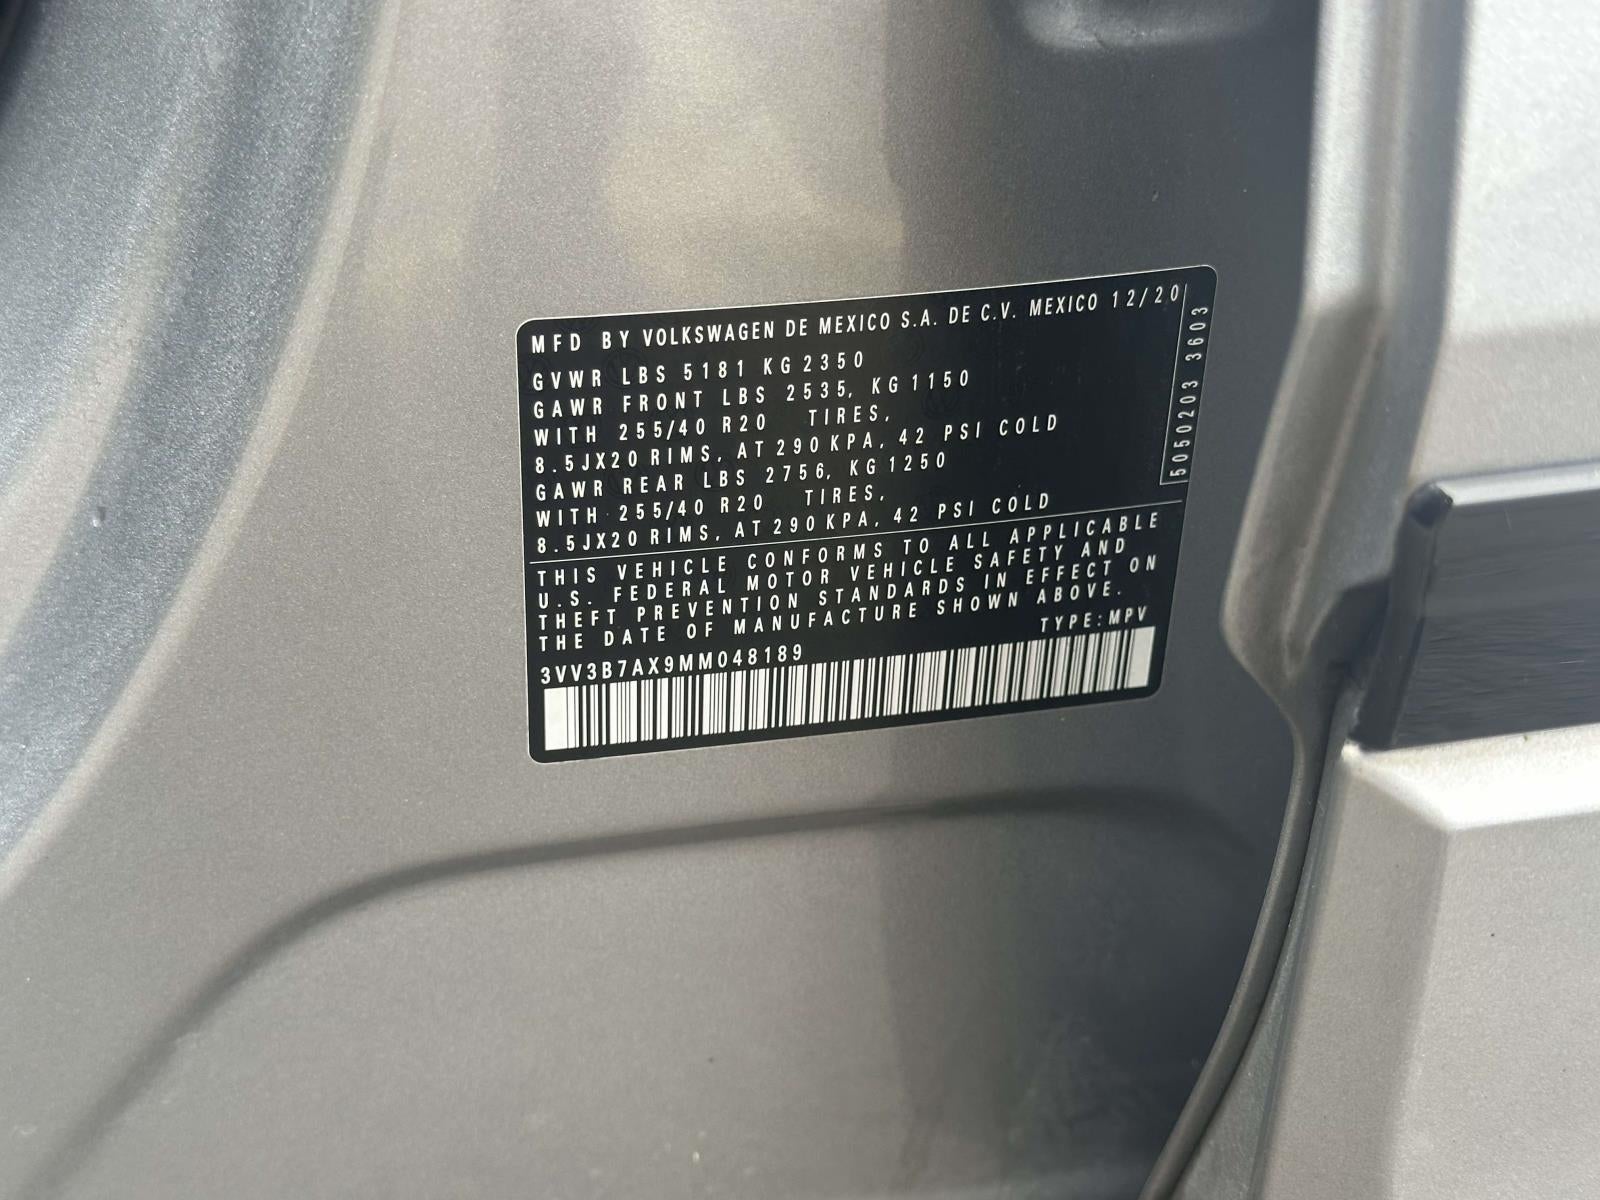 MFD BY VOLKSWAGEN DE MEXICO S.A. DE C.V. MEXICO 12/20
GVWR LBS 5181 KG 2350
GAWR FRONT LBS 2535, KG 1150
WITH 255/40 R20 TIRES,
8.5JX20 RIMS, AT 290 KPA, 42 PSI COLD
GAWR REAR LBS 2756, KG 1250
WITH 255/40 R20 TIRES,
8.5JX20 RIMS, AT 290 KPA, 42 PSI COLD
5050203 3603
THIS VEHICLE CONFORMS TO ALL APPLICABLE
U.S. FEDERAL MOTOR VEHICLE SAFETY AND
THEFT PREVENTION STANDARDS IN EFFECT ON
THE DATE OF MANUFACTURE SHOWN ABOVE.
TYPE: MPV
3VV3B7AX9MM048189